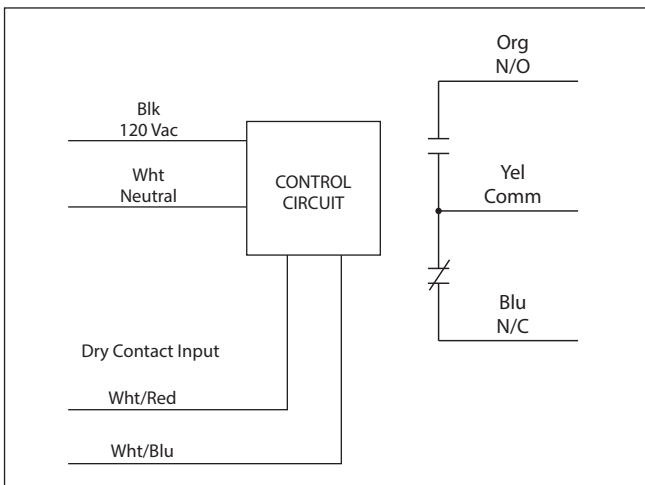 Org
N/O
Blk
120 Vac
Wht
Neutral
CONTROL
CIRCUIT
Yel
Comm
Blu
N/C
Dry Contact Input
Wht/Red
Wht/Blu